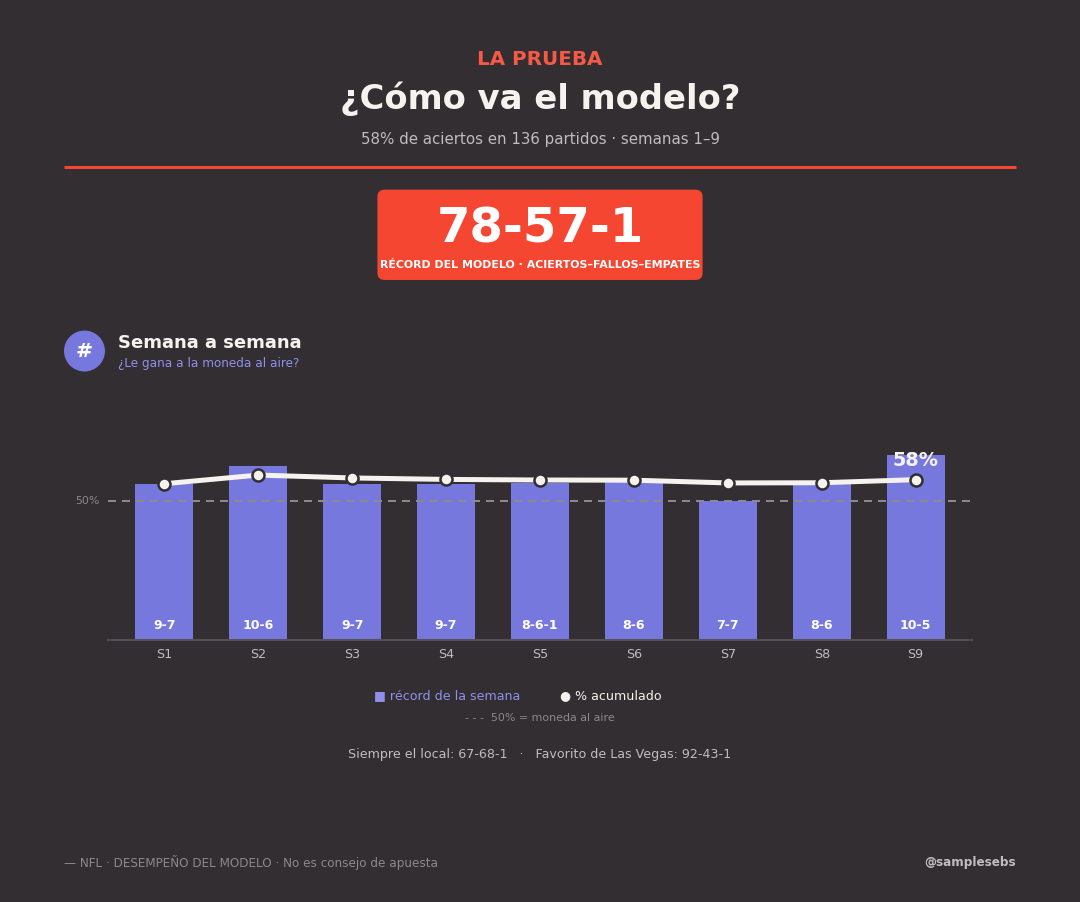 LA PRUEBA
¿Cómo va el modelo?
58% de aciertos en 136 partidos · semanas 1–9
78-57-1
RÉCORD DEL MODELO · ACIERTOS–FALLOS–EMPATES
#
Semana a semana
¿Le gana a la moneda al aire?
58%
50%
9-7 10-6 9-7 9-7 8-6-1 8-6 7-7 8-6 10-5
S1 S2 S3 S4 S5 S6 S7 S8 S9
■ récord de la semana ● % acumulado
- - - 50% = moneda al aire
Siempre el local: 67-68-1 · Favorito de Las Vegas: 92-43-1
— NFL · DESEMPEÑO DEL MODELO · No es consejo de apuesta
@samplesebs